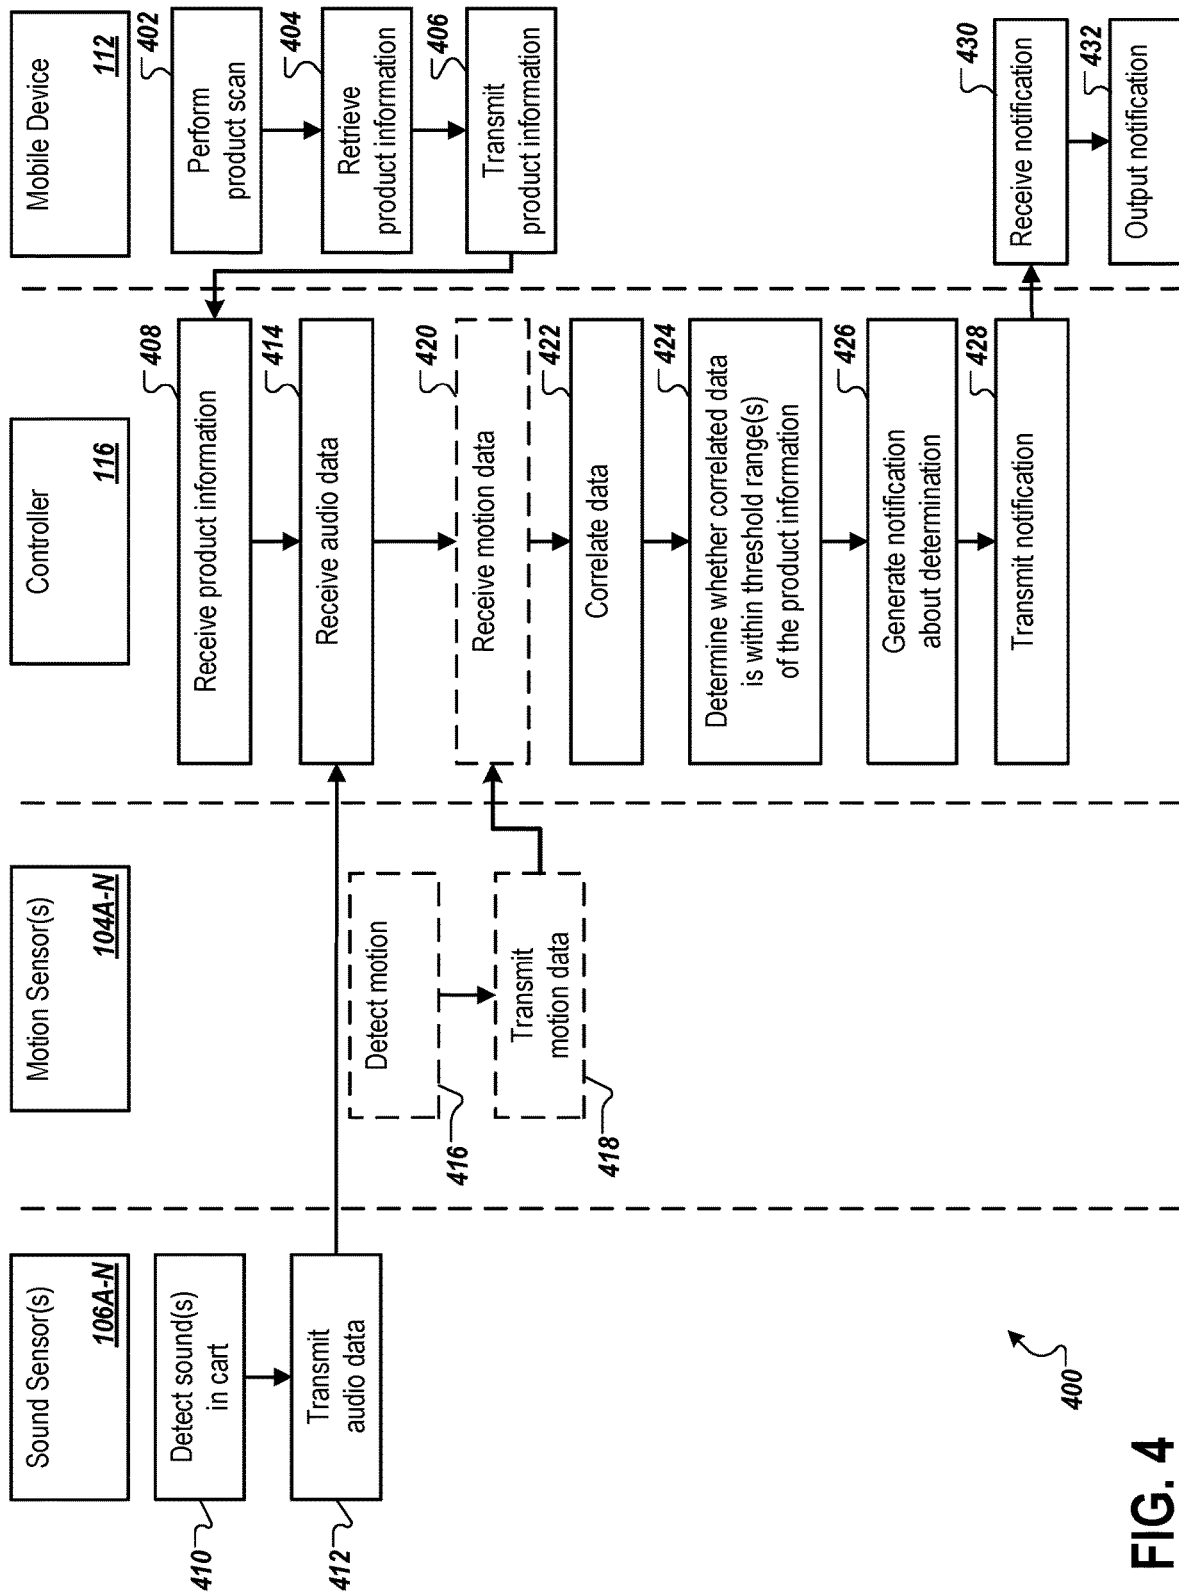 Sound Sensor(s)
106A-N
Motion Sensor(s)
104A-N
Controller
116
Mobile Device
112
402
Perform
product scan
404
Retrieve
product information
406
Transmit
product information
408
Receive product information
410
Detect sound(s)
in cart
412
Transmit
audio data
414
Receive audio data
416
Detect motion
418
Transmit
motion data
420
Receive motion data
422
Correlate data
424
Determine whether correlated data
is within threshold range(s)
of the product information
426
Generate notification
about determination
428
Transmit notification
430
Receive notification
432
Output notification
400
FIG. 4